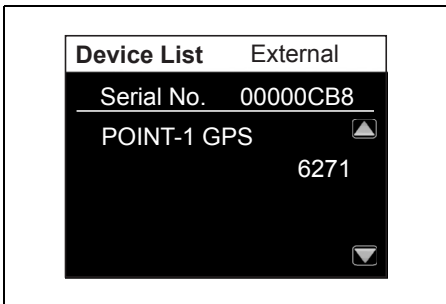 Device List External
Serial No. 00000CB8
POINT-1 GPS
6271